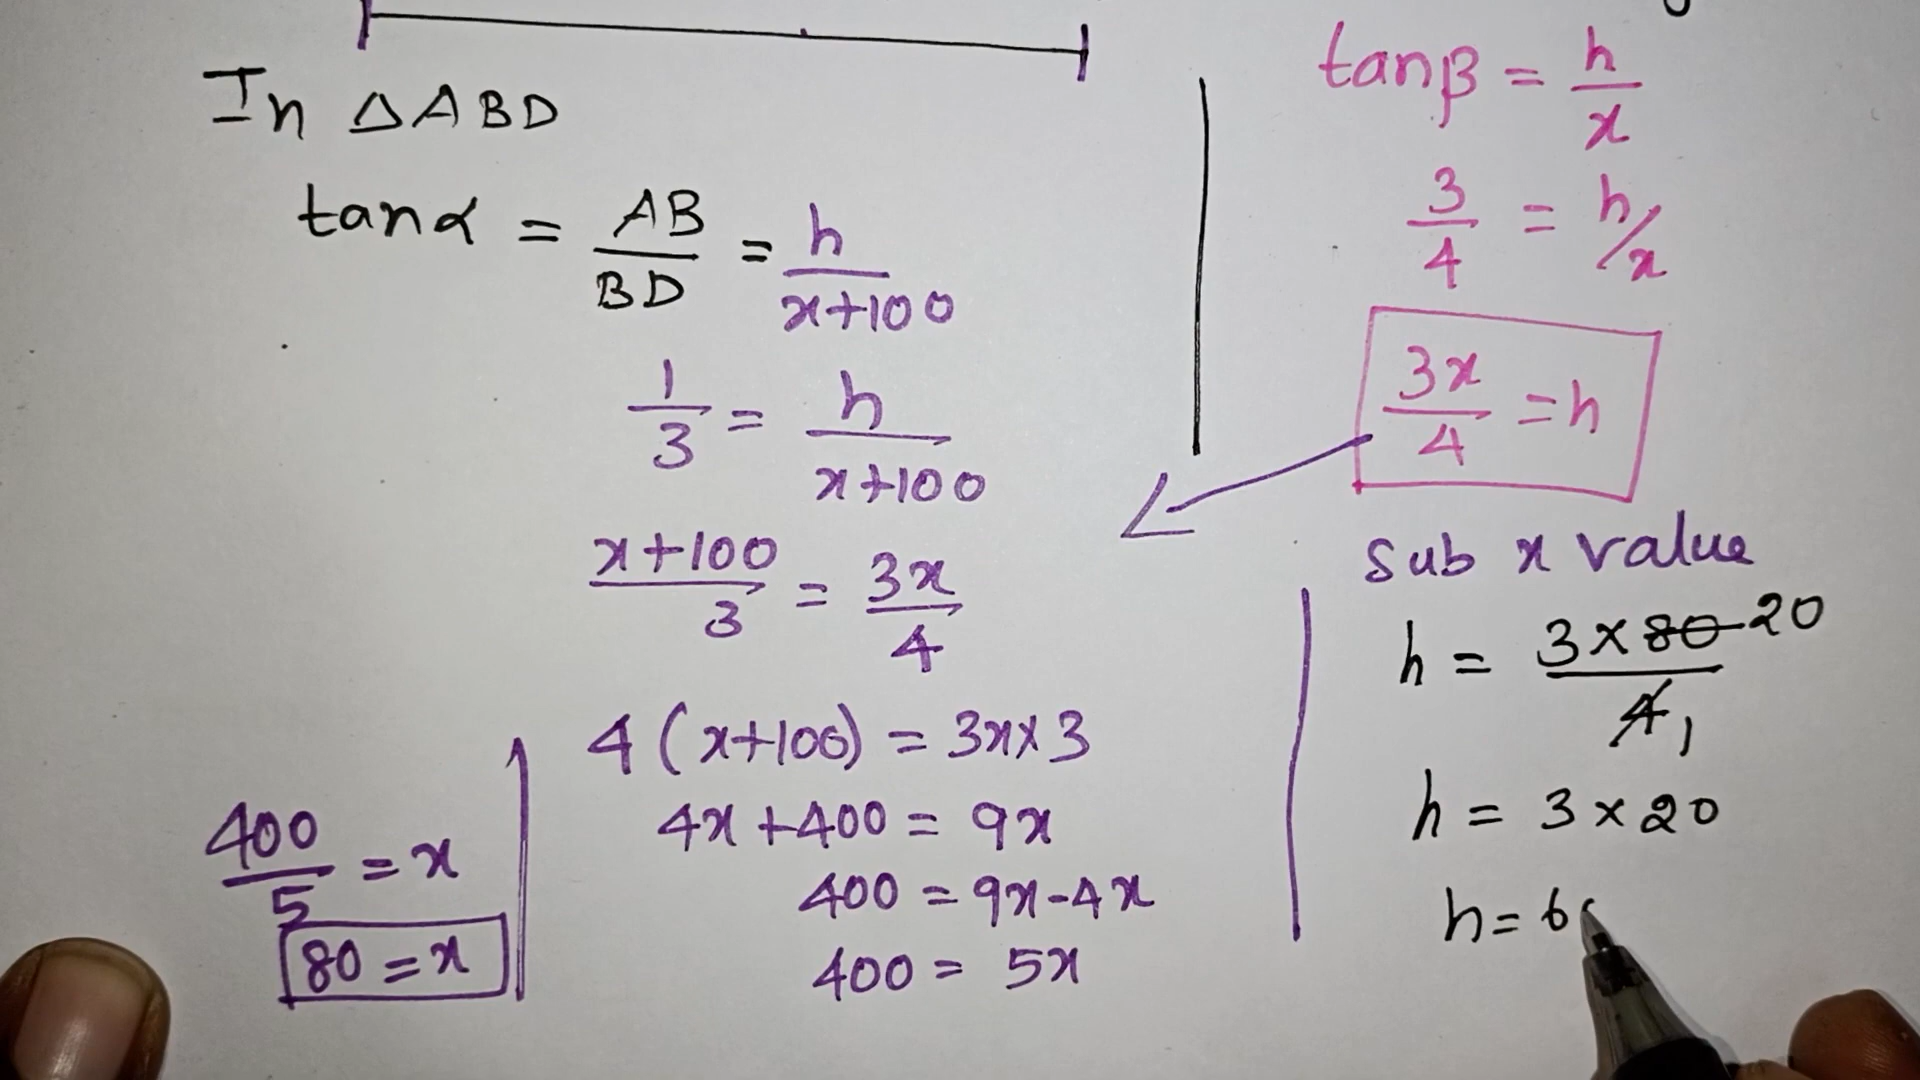 In △ABD
tanα = AB/BD = h/x+100
1/3 = h/x+100
x+100/3 = 3x/4
4(x+100) = 3x×3
4x+400 = 9x
400 = 9x-4x
400 = 5x
400/5 = x
80 = x
tanβ = h/x
3/4 = h/x
3x/4 = h
Sub x value
h = 3×80 20/4 1
h = 3×20
h = 6